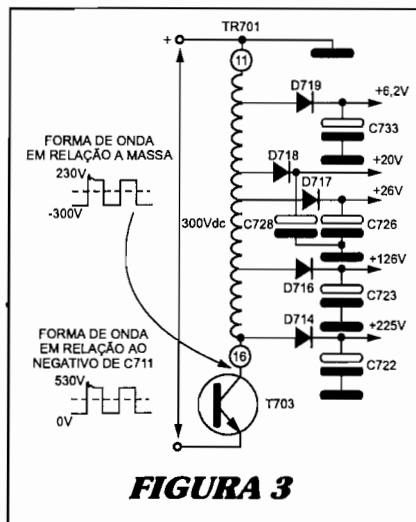 TR701
+
11
D719
+6,2V
C733
FORMA DE ONDA
EM RELAÇÃO A MASSA
230V
-300V
D718
+20V
D717
+26V
300Vdc
C728
C726
+126V
D716
C723
D714
+225V
C722
FORMA DE ONDA
EM RELAÇÃO AO
NEGATIVO DE C711
530V
0V
16
T703
FIGURA 3